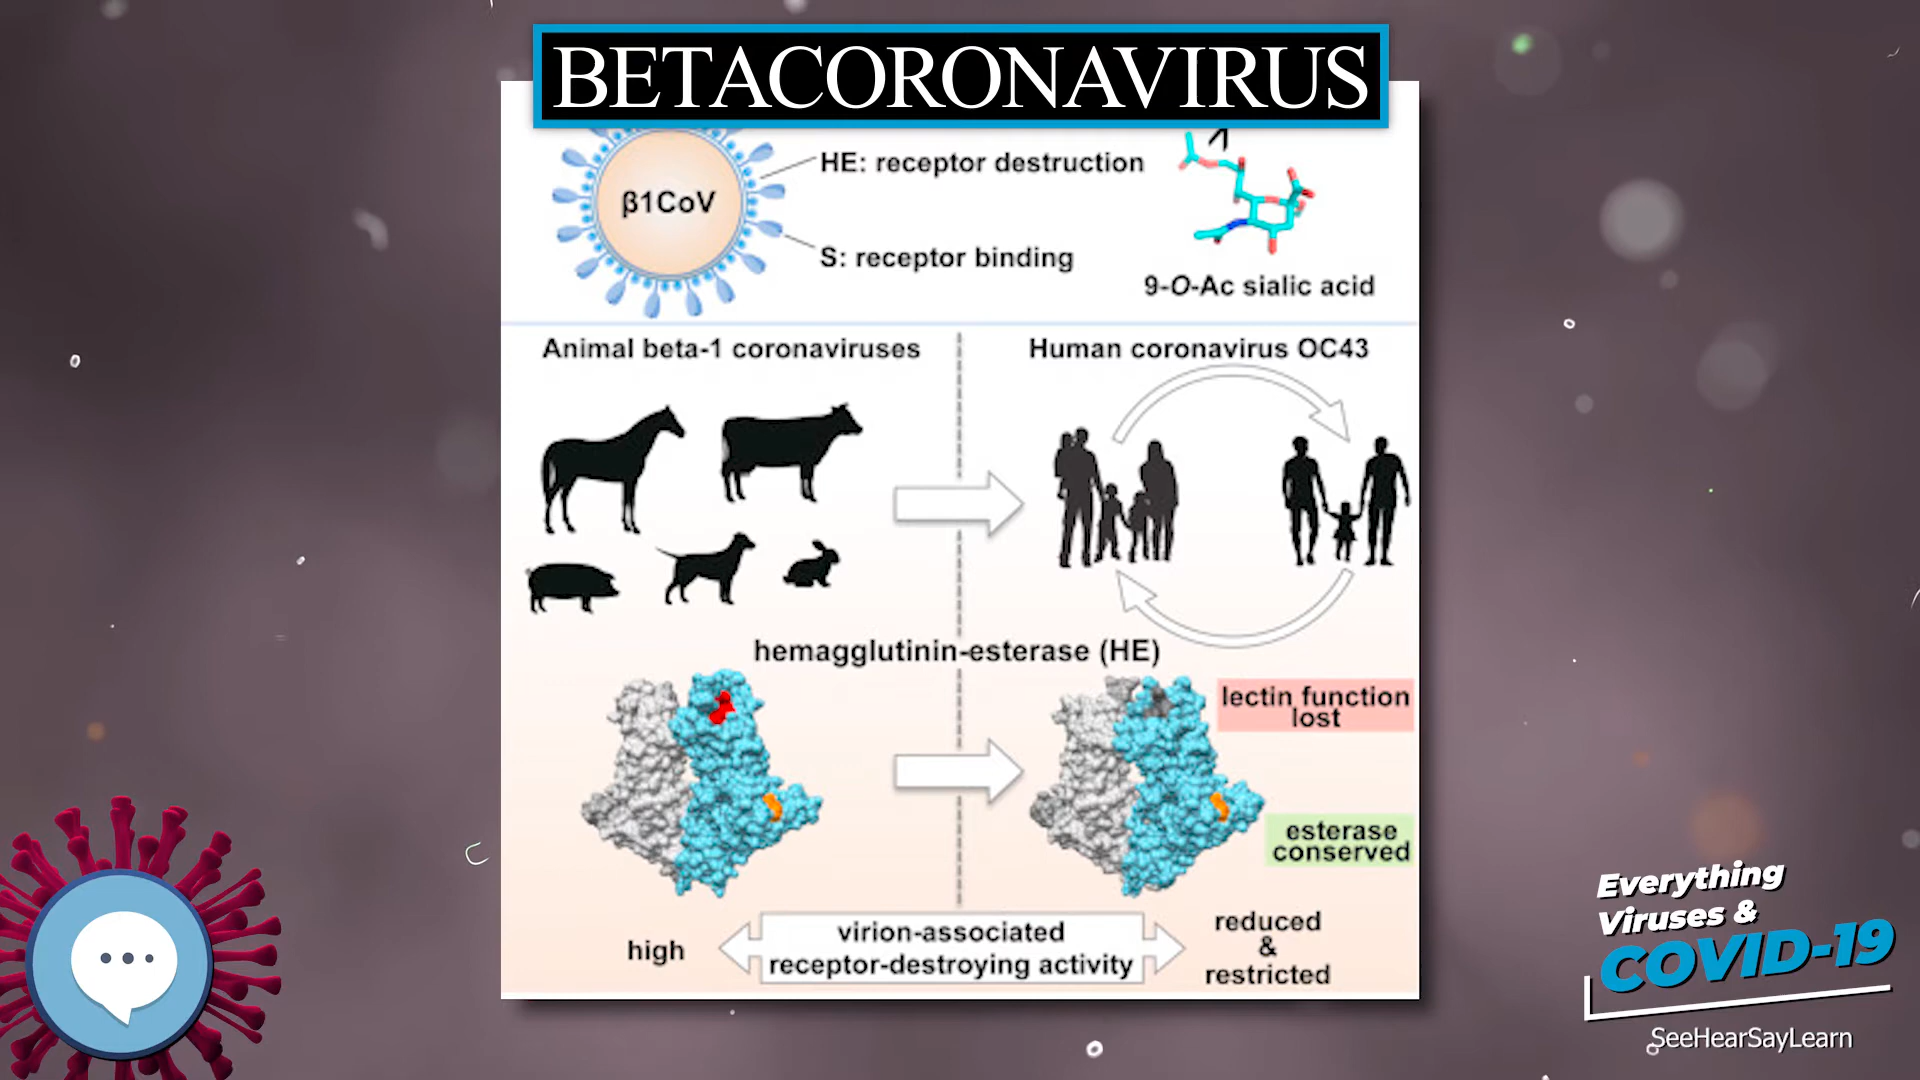 BETACORONAVIRUS
β1CoV
HE: receptor destruction
S: receptor binding
9-O-Ac sialic acid
Animal beta-1 coronaviruses
Human coronavirus OC43
hemagglutinin-esterase (HE)
lectin function
lost
esterase
conserved
high
virion-associated
receptor-destroying activity
reduced
&
restricted
Everything
Viruses &
COVID-19
SeeHearSayLearn